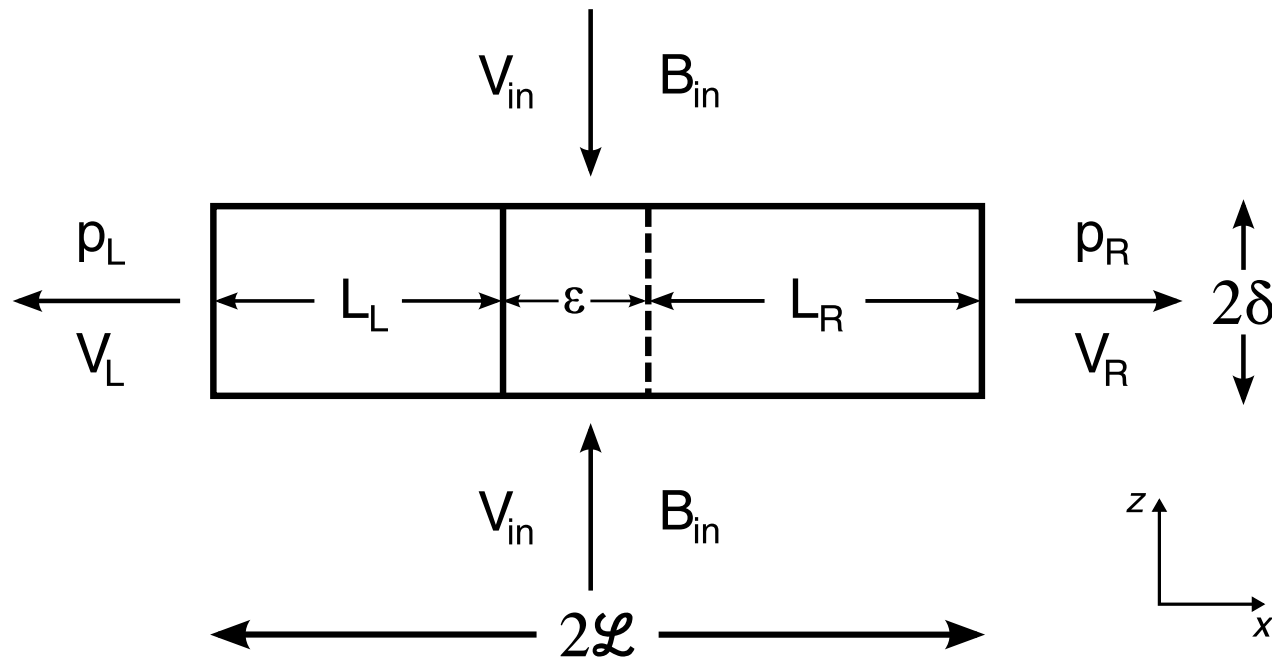 V_in B_in
p_L p_R
L_L ε L_R 2δ
V_L V_R
V_in B_in
z
2ℒ x